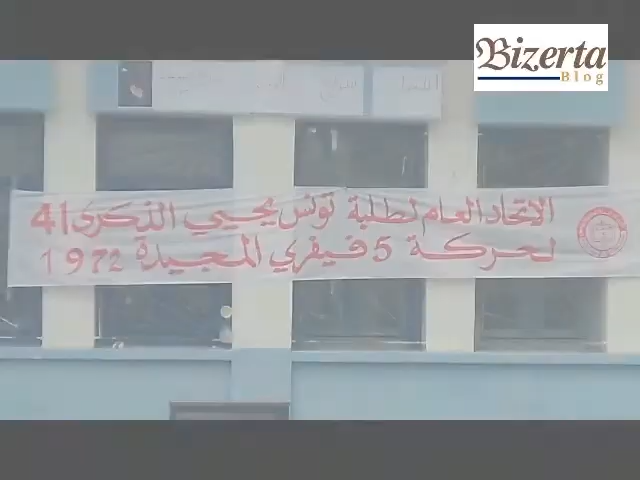 Bizerta
Blog
الاتحاد العام لطلبة تونس يحيي الذكرى 41
لحركة 5 فيفري المجيدة 1972